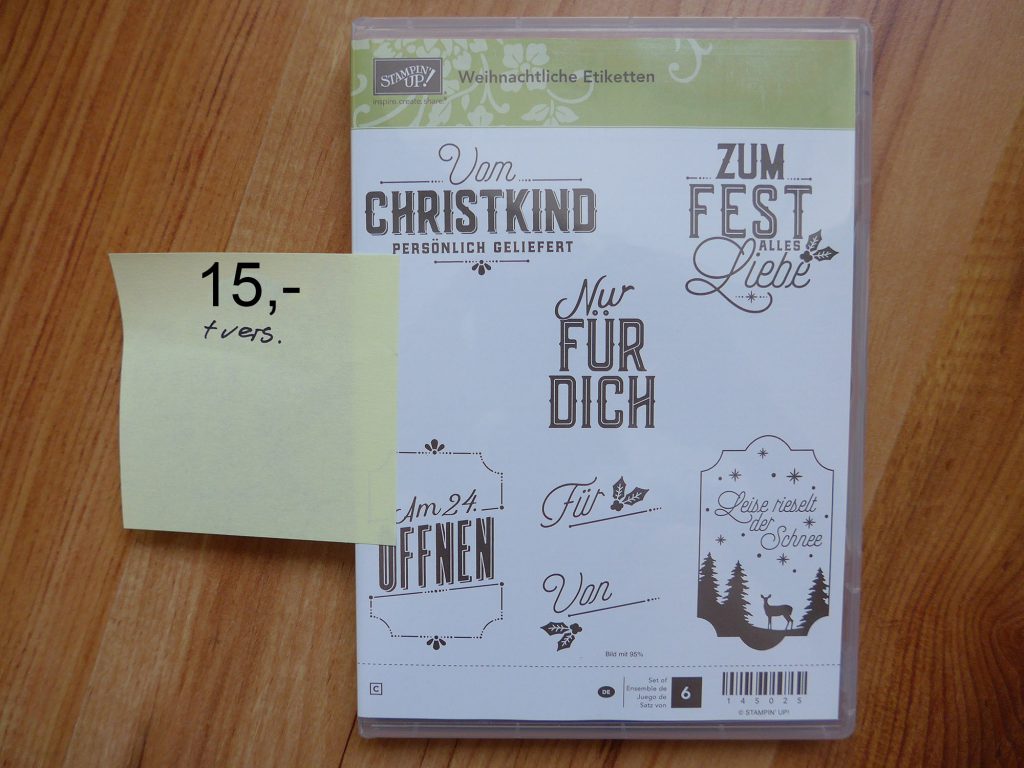 STAMPIN' UP!
inspire.create.share.®
Weihnachtliche Etiketten
Vom
CHRISTKIND
PERSÖNLICH GELIEFERT
ZUM
FEST
ALLES
Liebe
15,-
+ vers.
Nur
FÜR
DICH
Am 24.
ÖFFNEN
Für
Von
Leise rieselt
der
Schnee
Bild mit 95%
C
DE
Set of
Ensemble de
Juego de
Satz von
6
145025
© STAMPIN' UP!